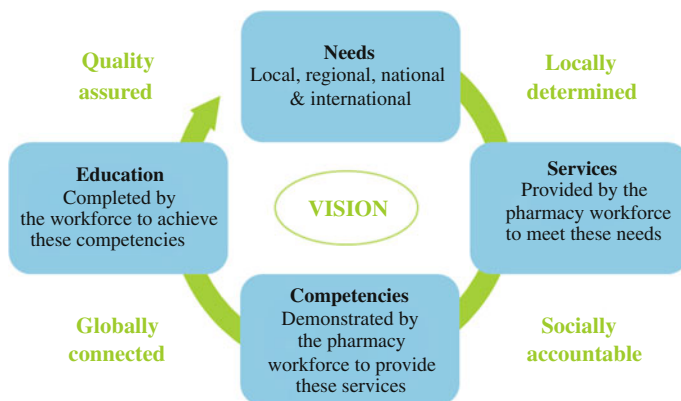 Needs
Local, regional, national
& international
Quality
assured
Locally
determined
Education
Completed by
the workforce to achieve
these competencies
VISION
Services
Provided by the
pharmacy workforce
to meet these needs
Competencies
Demonstrated by
the pharmacy
workforce to provide
these services
Globally
connected
Socially
accountable